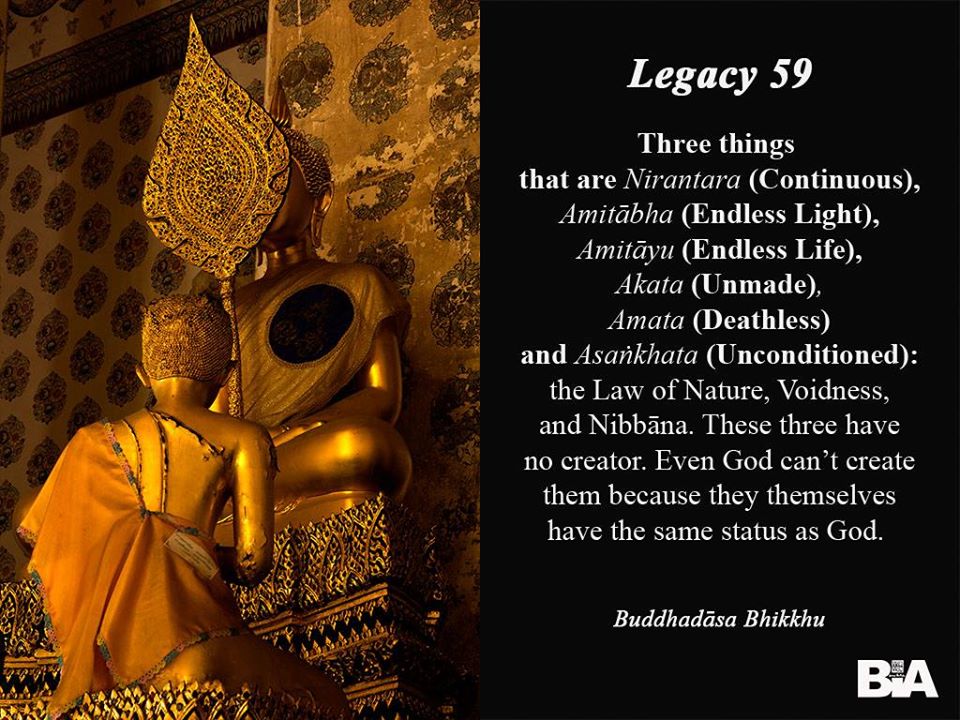 Legacy 59
Three things
that are Nirantara (Continuous),
Amitābha (Endless Light),
Amitāyu (Endless Life),
Akata (Unmade),
Amata (Deathless)
and Asaṅkhata (Unconditioned):
the Law of Nature, Voidness,
and Nibbāna. These three have
no creator. Even God can’t create
them because they themselves
have the same status as God.
Buddhadāsa Bhikkhu
BiA